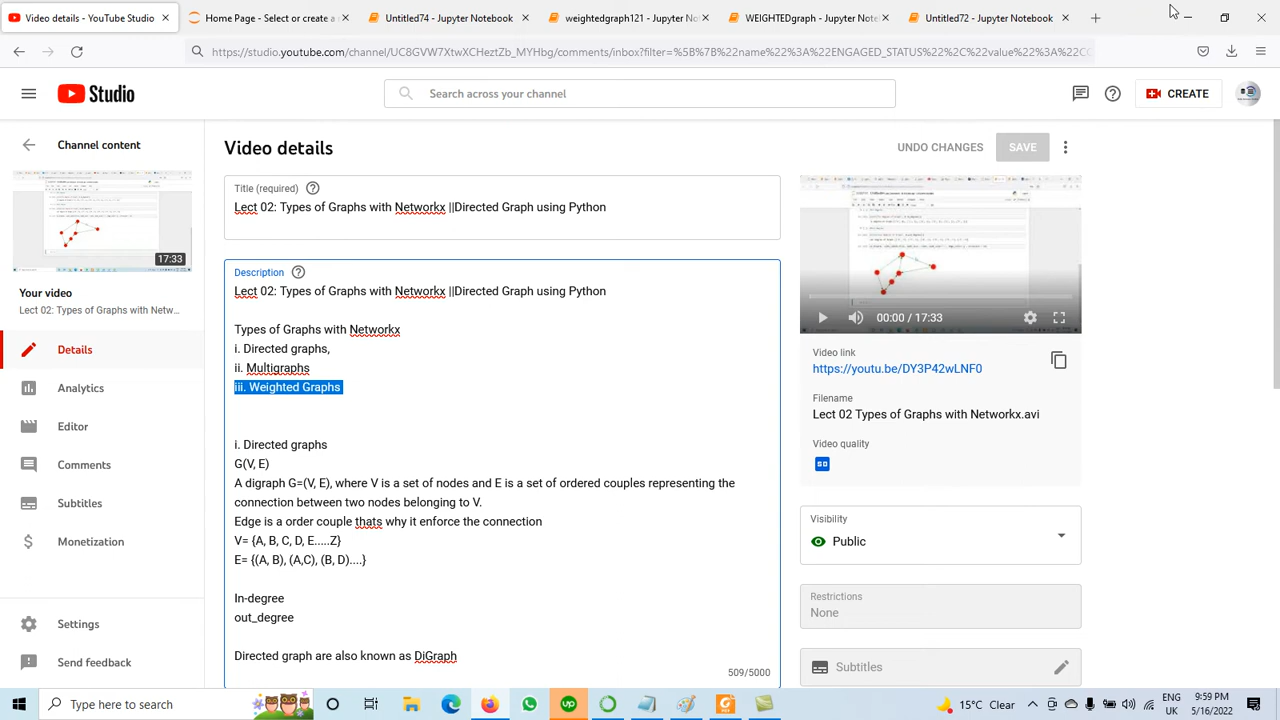 Video details - YouTube Studio
Home Page - Select or create a
Untitled74 - Jupyter Notebook
weightedgraph121 - Jupyter No
WEIGHTEDgraph - Jupyter Notebo
Untitled72 - Jupyter Notebook
https://studio.youtube.com/channel/UC8GVW7XtwXCHeztZb_MYHbg/comments/inbox?filter=%5B%7B%22name%22%3A%22ENGAGED_STATUS%22%2C%22value%22%3A%22CC
Studio
Search across your channel
CREATE
Channel content
Video details
UNDO CHANGES
SAVE
Title (required)
Lect 02: Types of Graphs with Networkx ||Directed Graph using Python
17:33
Your video
Lect 02: Types of Graphs with Netw...
Details
Analytics
Editor
Comments
Subtitles
Monetization
Settings
Send feedback
Description
Lect 02: Types of Graphs with Networkx ||Directed Graph using Python
Types of Graphs with Networkx
i. Directed graphs,
ii. Multigraphs
iii. Weighted Graphs
i. Directed graphs
G(V, E)
A digraph G=(V, E), where V is a set of nodes and E is a set of ordered couples representing the
connection between two nodes belonging to V.
Edge is a order couple thats why it enforce the connection
V= {A, B, C, D, E.....Z}
E= {(A, B), (A,C), (B, D)....}
In-degree
out_degree
Directed graph are also known as DiGraph
509/5000
00:00 / 17:33
Video link
https://youtu.be/DY3P42wLNF0
Filename
Lect 02 Types of Graphs with Networkx.avi
Video quality
SD
Visibility
Public
Restrictions
None
Subtitles
Type here to search
15°C Clear
ENG
UK
9:59 PM
5/16/2022